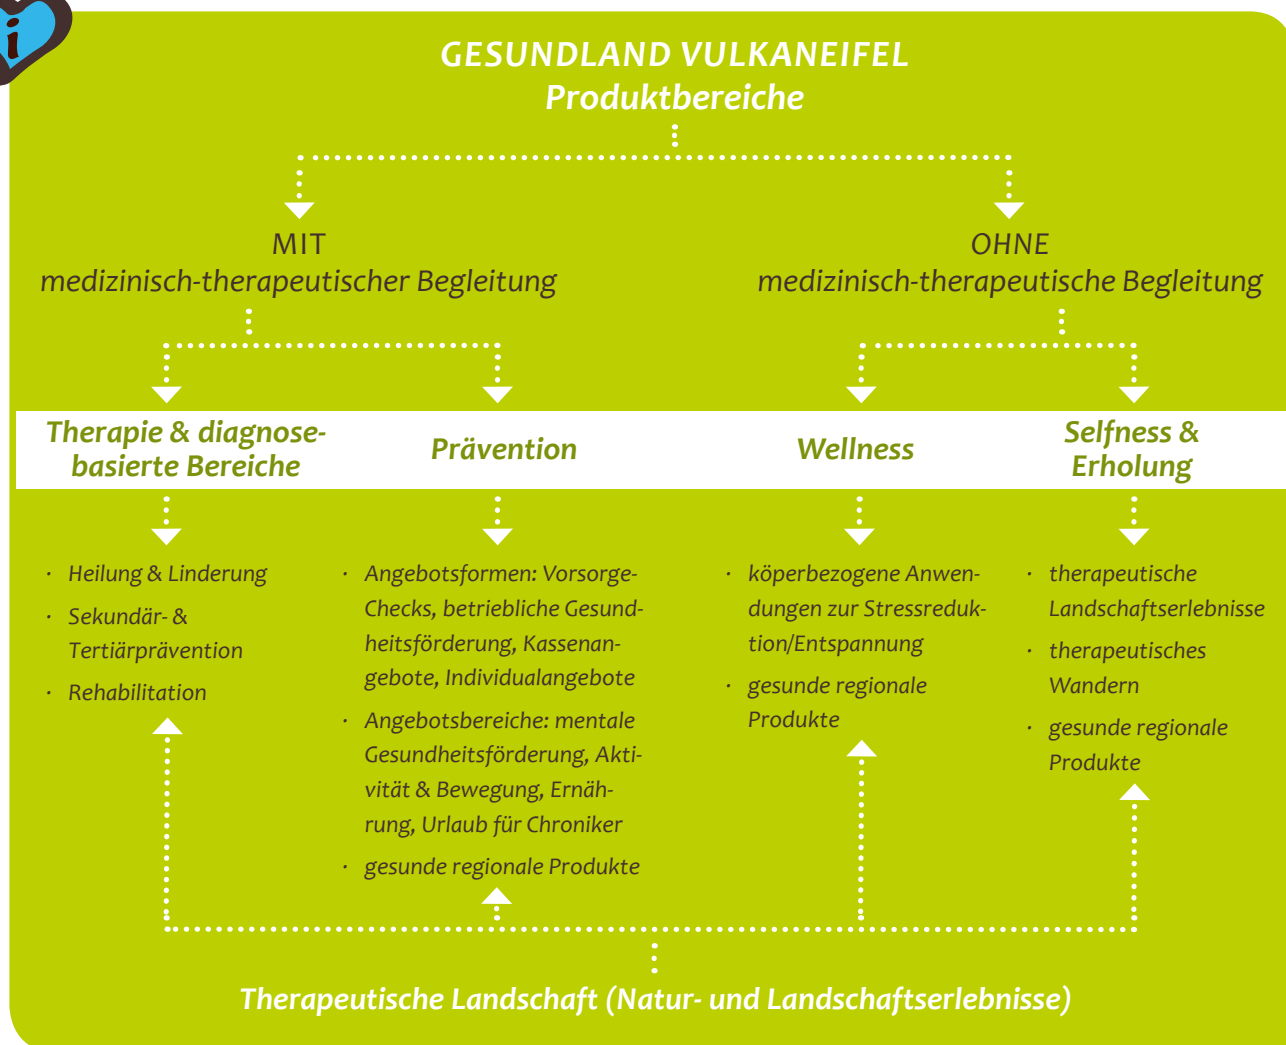 i
GESUNDLAND VULKANEIFEL
Produktbereiche
MIT
medizinisch-therapeutischer Begleitung
OHNE
medizinisch-therapeutische Begleitung
Therapie & diagnose-
basierte Bereiche
Prävention
Wellness
Selfness &
Erholung
· Heilung & Linderung
· Sekundär- &
Tertiärprävention
· Rehabilitation
· Angebotsformen: Vorsorge-
Checks, betriebliche Gesund-
heitsförderung, Kassenan-
gebote, Individualangebote
· Angebotsbereiche: mentale
Gesundheitsförderung, Akti-
vität & Bewegung, Ernäh-
rung, Urlaub für Chroniker
· gesunde regionale Produkte
· köperbezogene Anwen-
dungen zur Stressreduk-
tion/Entspannung
· gesunde regionale
Produkte
· therapeutische
Landschaftserlebnisse
· therapeutisches
Wandern
· gesunde regionale
Produkte
Therapeutische Landschaft (Natur- und Landschaftserlebnisse)